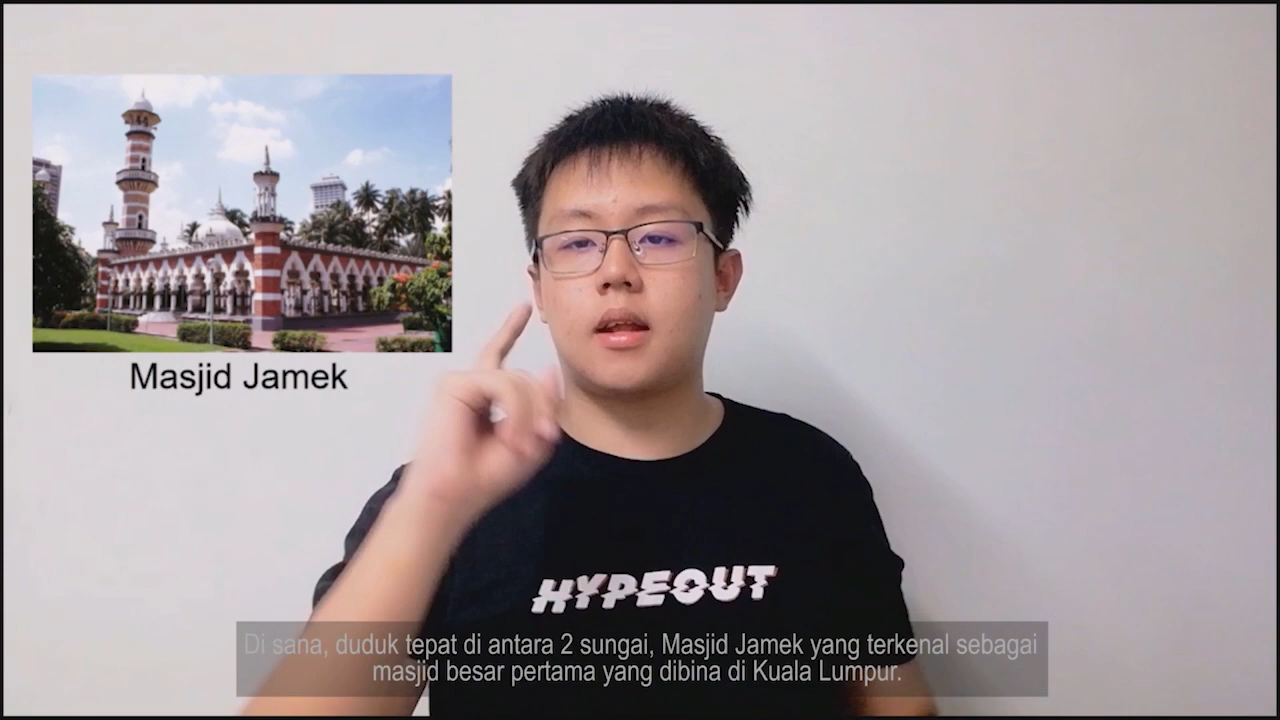 Masjid Jamek
HYPEOUT
Di sana, duduk tepat di antara 2 sungai, Masjid Jamek yang terkenal sebagai
masjid besar pertama yang dibina di Kuala Lumpur.